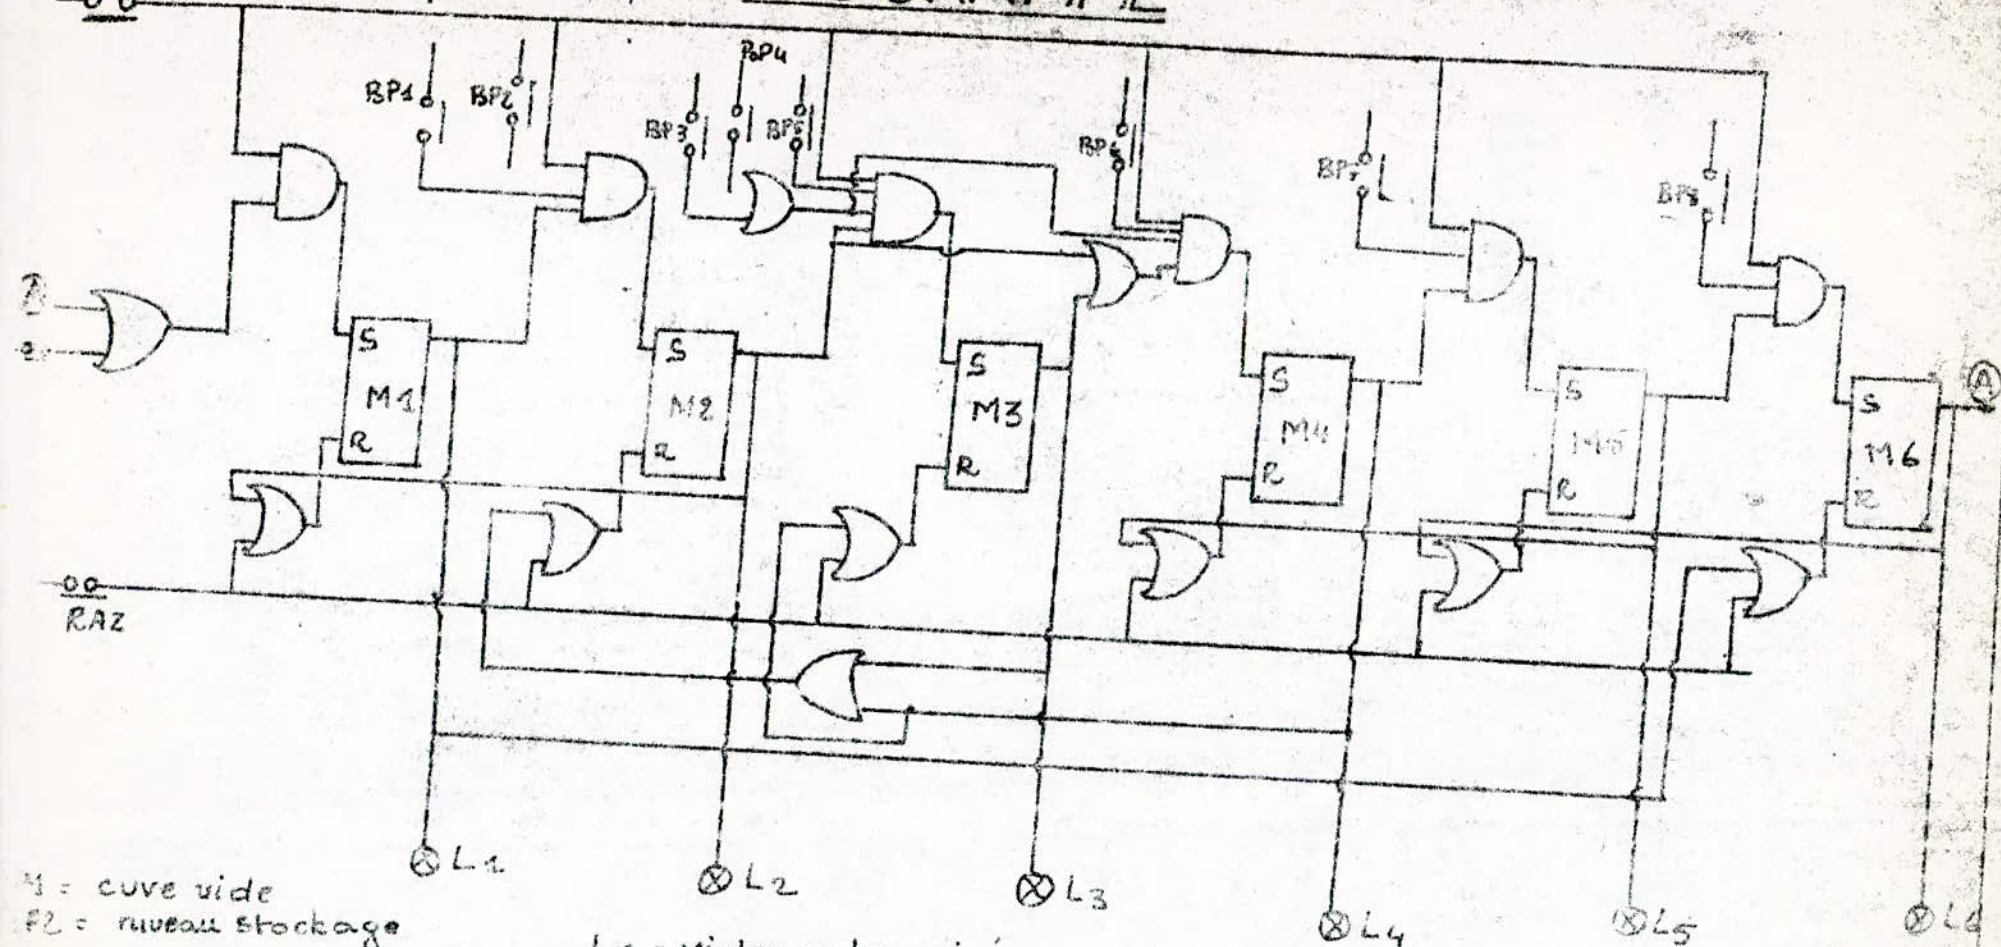 BP4
BP1
BP2
BP3
BP5
BP6
BP7
BP8
S
M1
R
S
M2
R
S
M3
R
S
M4
R
S
M5
R
S
M6
R
A
RAZ
L1
L2
L3
L4
L5
L6
= cuve vide
= niveau stockage